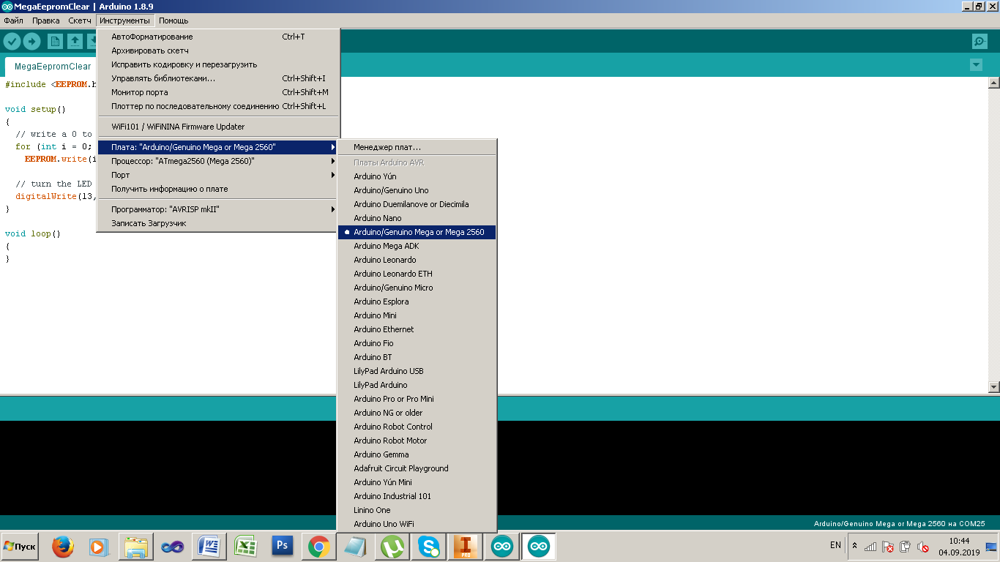 MegaEepromClear | Arduino 1.8.9
Файл Правка Скетч Инструменты Помощь
MegaEepromClear
#include <EEPROM.h
void setup()
{
// write a 0 to
for (int i = 0;
EEPROM.write(i
// turn the LED
digitalWrite(13,
}
void loop()
{
}
АвтоФорматирование Ctrl+T
Архивировать скетч
Исправить кодировку и перезагрузить
Управлять библиотеками... Ctrl+Shift+I
Монитор порта Ctrl+Shift+M
Плоттер по последовательному соединению Ctrl+Shift+L
WiFi101 / WiFiNINA Firmware Updater
Плата: "Arduino/Genuino Mega or Mega 2560"
Процессор: "ATmega2560 (Mega 2560)"
Порт
Получить информацию о плате
Программатор: "AVRISP mkII"
Записать Загрузчик
Менеджер плат...
Платы Arduino AVR
Arduino Yún
Arduino/Genuino Uno
Arduino Duemilanove or Diecimila
Arduino Nano
Arduino/Genuino Mega or Mega 2560
Arduino Mega ADK
Arduino Leonardo
Arduino Leonardo ETH
Arduino/Genuino Micro
Arduino Esplora
Arduino Mini
Arduino Ethernet
Arduino Fio
Arduino BT
LilyPad Arduino USB
LilyPad Arduino
Arduino Pro or Pro Mini
Arduino NG or older
Arduino Robot Control
Arduino Robot Motor
Arduino Gemma
Adafruit Circuit Playground
Arduino Yún Mini
Arduino Industrial 101
Linino One
Arduino Uno WiFi
Arduino/Genuino Mega or Mega 2560 на COM25
Пуск
Ps
I
PRO
EN
10:44
04.09.2019